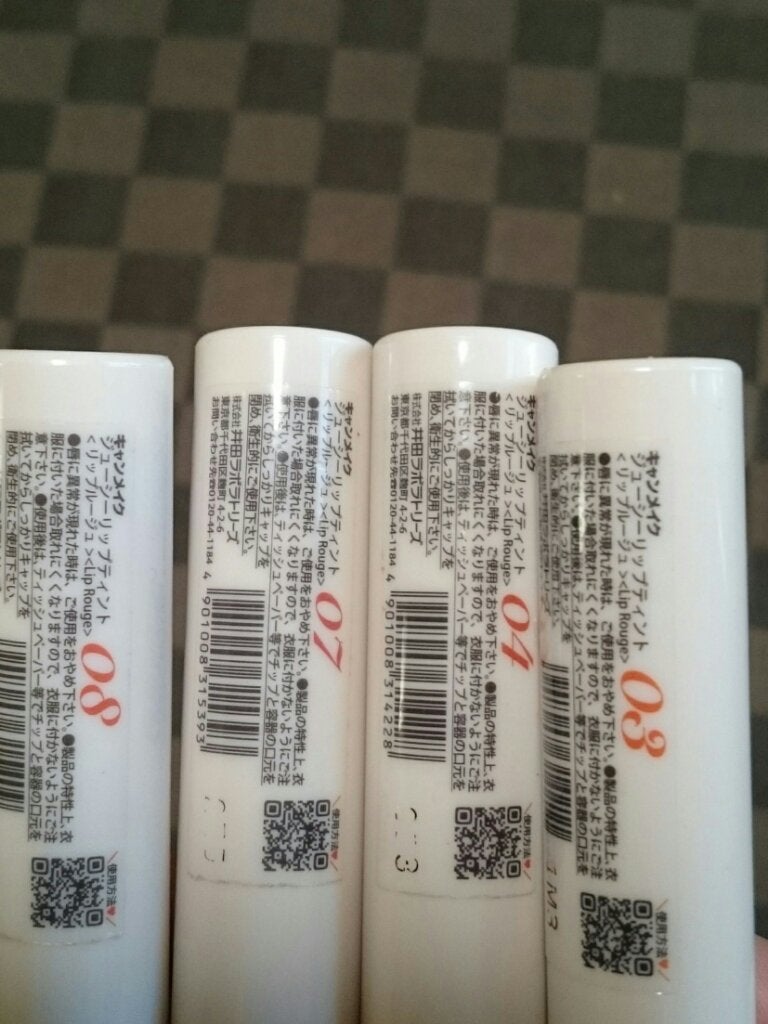 キャンメイク
ジューシーリップティント
＜リップルージュ＞<Lip Rouge>
08
●唇に異常が現れた時は、ご使用をおやめ下さい。●製品の特性上、衣
服に付いた場合取れにくくなりますので、衣服に付かないようにご注
意下さい。●使用後は、ティッシュペーパー等でチップと容器の口元を
拭いてからしっかりキャップを
閉め、衛生的にご使用下さい。
使用方法
キャンメイク
ジューシーリップティント
＜リップルージュ＞<Lip Rouge>
07
●唇に異常が現れた時は、ご使用をおやめ下さい。●製品の特性上、衣
服に付いた場合取れにくくなりますので、衣服に付かないようにご注
意下さい。●使用後は、ティッシュペーパー等でチップと容器の口元を
拭いてからしっかりキャップを
閉め、衛生的にご使用下さい。
株式会社 井田ラボラトリーズ
東京都千代田区麹町 4-2-6
お問い合わせ先☎0120-44-1184
4 901008 315393
使用方法
キャンメイク
ジューシーリップティント
＜リップルージュ＞<Lip Rouge>
04
●唇に異常が現れた時は、ご使用をおやめ下さい。●製品の特性上、衣
服に付いた場合取れにくくなりますので、衣服に付かないようにご注
意下さい。●使用後は、ティッシュペーパー等でチップと容器の口元を
拭いてからしっかりキャップを
閉め、衛生的にご使用下さい。
株式会社 井田ラボラトリーズ
東京都千代田区麹町 4-2-6
お問い合わせ先☎0120-44-1184
4 901008 314228
使用方法
キャンメイク
ジューシーリップティント
＜リップルージュ＞<Lip Rouge>
03
●唇に異常が現れた時は、ご使用をおやめ下さい。●製品の特性上、衣
服に付いた場合取れにくくなりますので、衣服に付かないようにご注
意下さい。●使用後は、ティッシュペーパー等でチップと容器の口元を
拭いてからしっかりキャップを
閉め、衛生的にご使用下さい。
1M3
使用方法